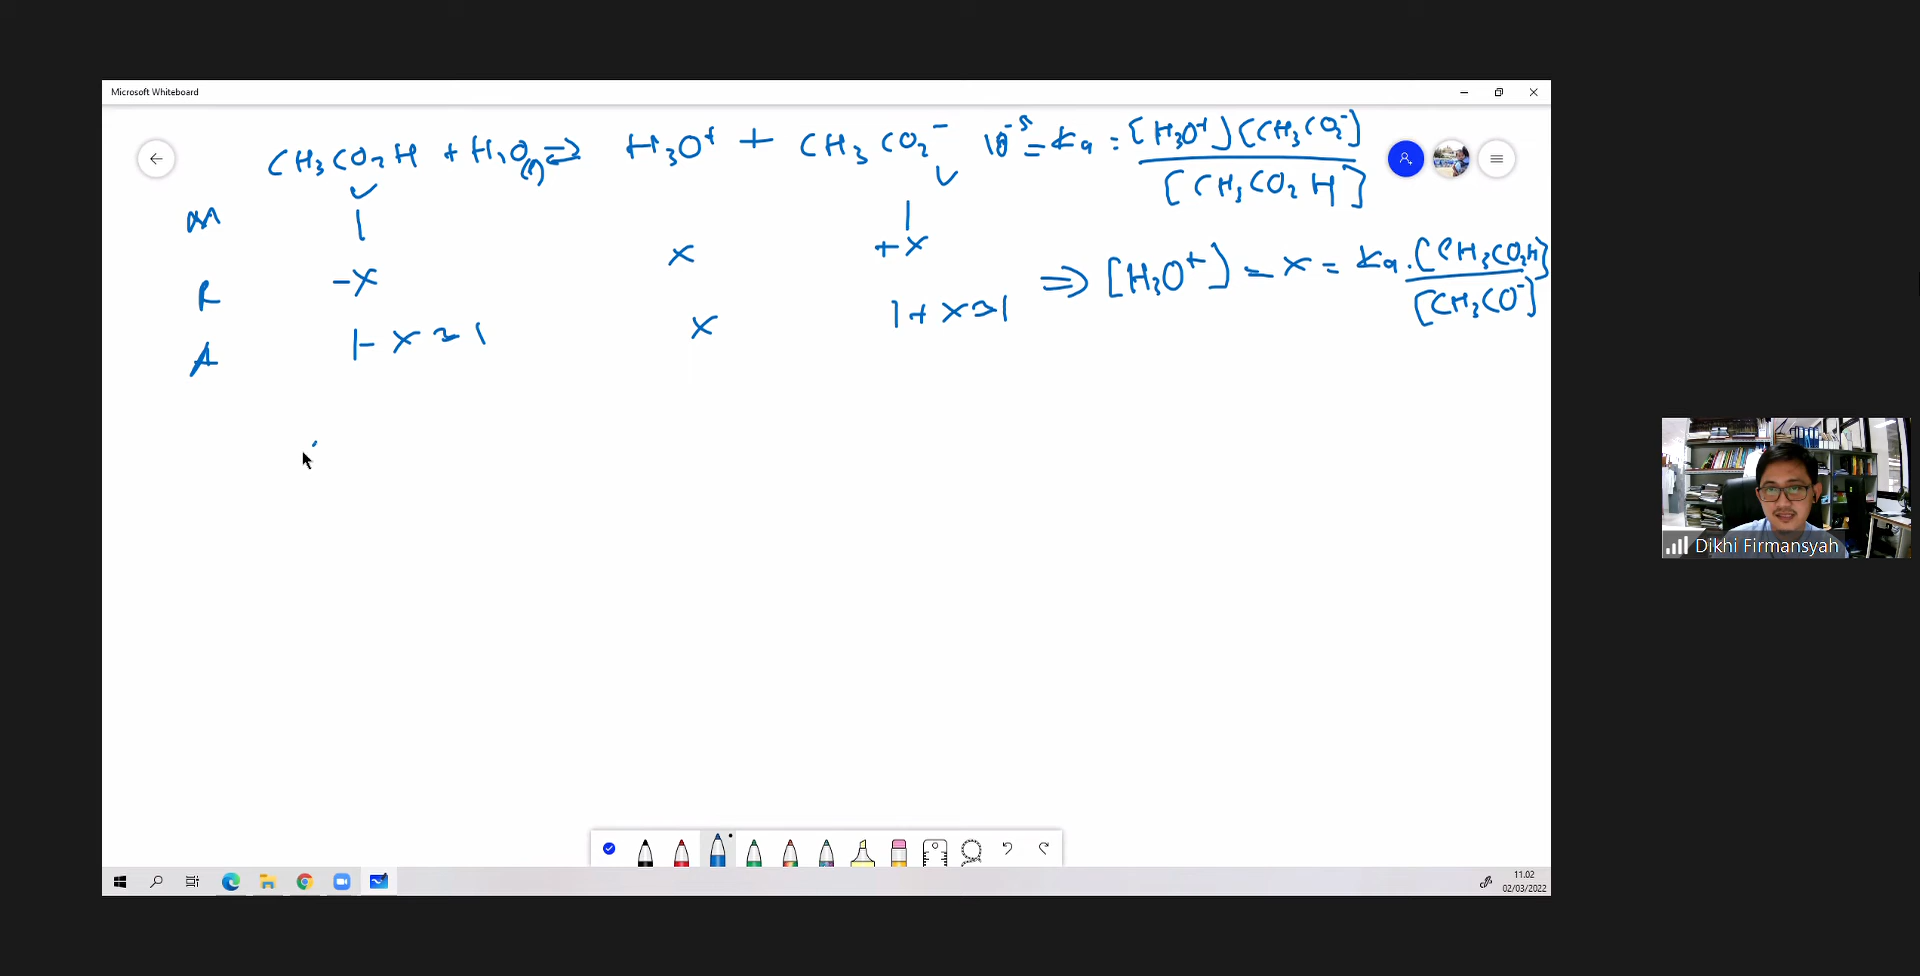 Microsoft Whiteboard
CH₃CO₂H + H₂O(l) ⇌ H₃O⁺ + CH₃CO₂⁻ 10⁻⁵ = Ka = [H₃O⁺][CH₃CO₂⁻] / [CH₃CO₂H]
M 1 1
R -x x +x
A 1-x≈1 x 1+x≈1
⇒ [H₃O⁺] = x = Ka . [CH₃CO₂H] / [CH₃CO⁻]
Dikhi Firmansyah
11.02
02/03/2022